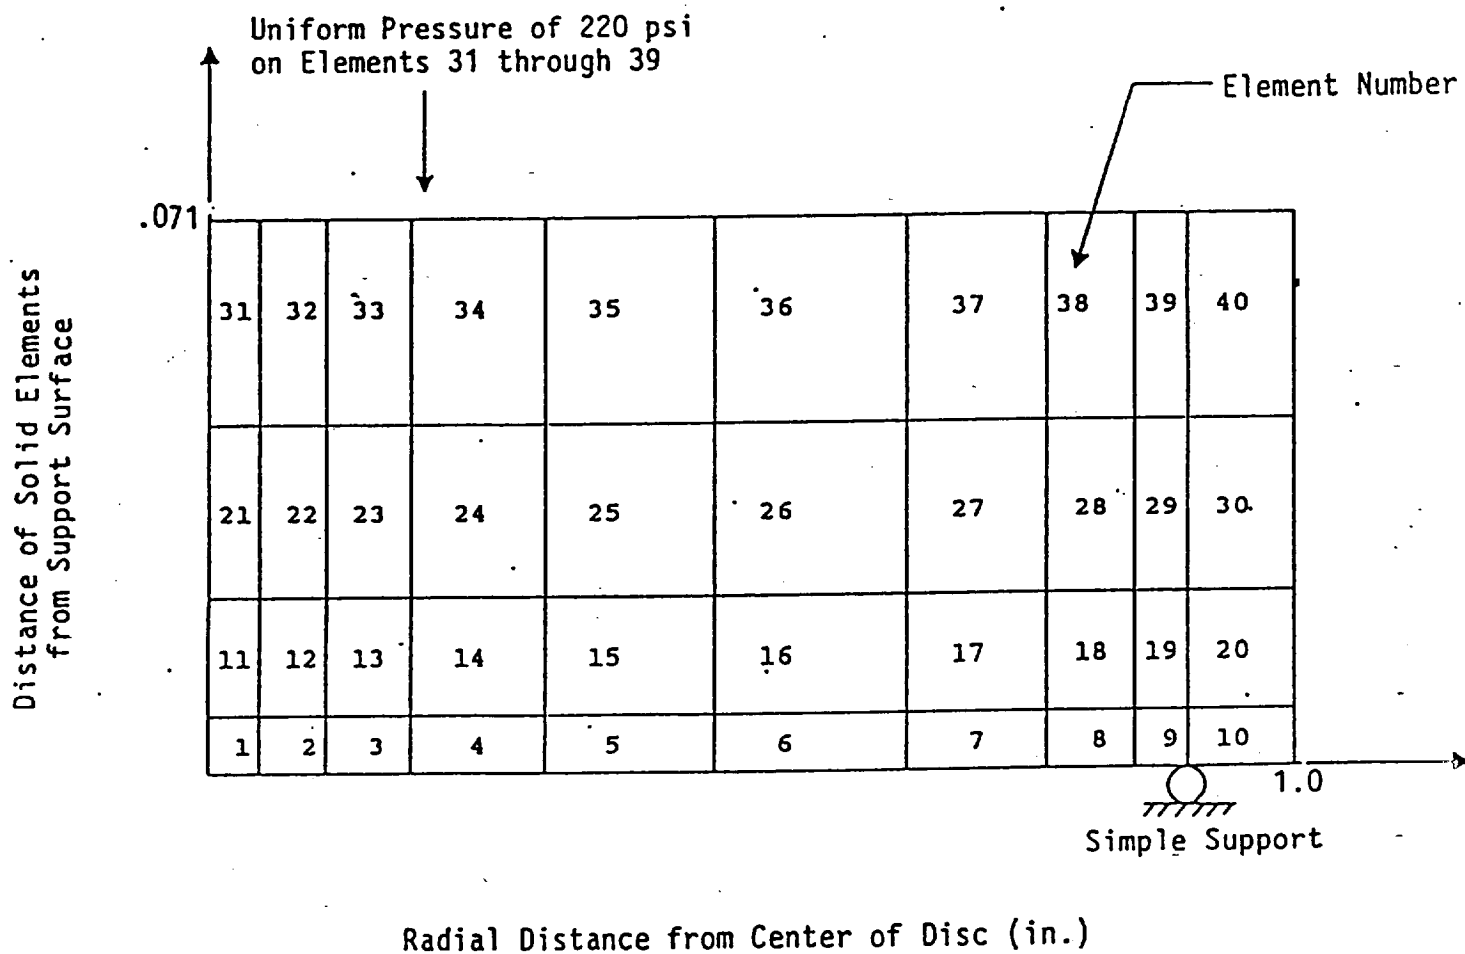 Uniform Pressure of 220 psi
on Elements 31 through 39
Element Number
.071
Distance of Solid Elements
from Support Surface
31 32 33 34 35 36 37 38 39 40
21 22 23 24 25 26 27 28 29 30
11 12 13 14 15 16 17 18 19 20
1 2 3 4 5 6 7 8 9 10
1.0
Simple Support
Radial Distance from Center of Disc (in.)